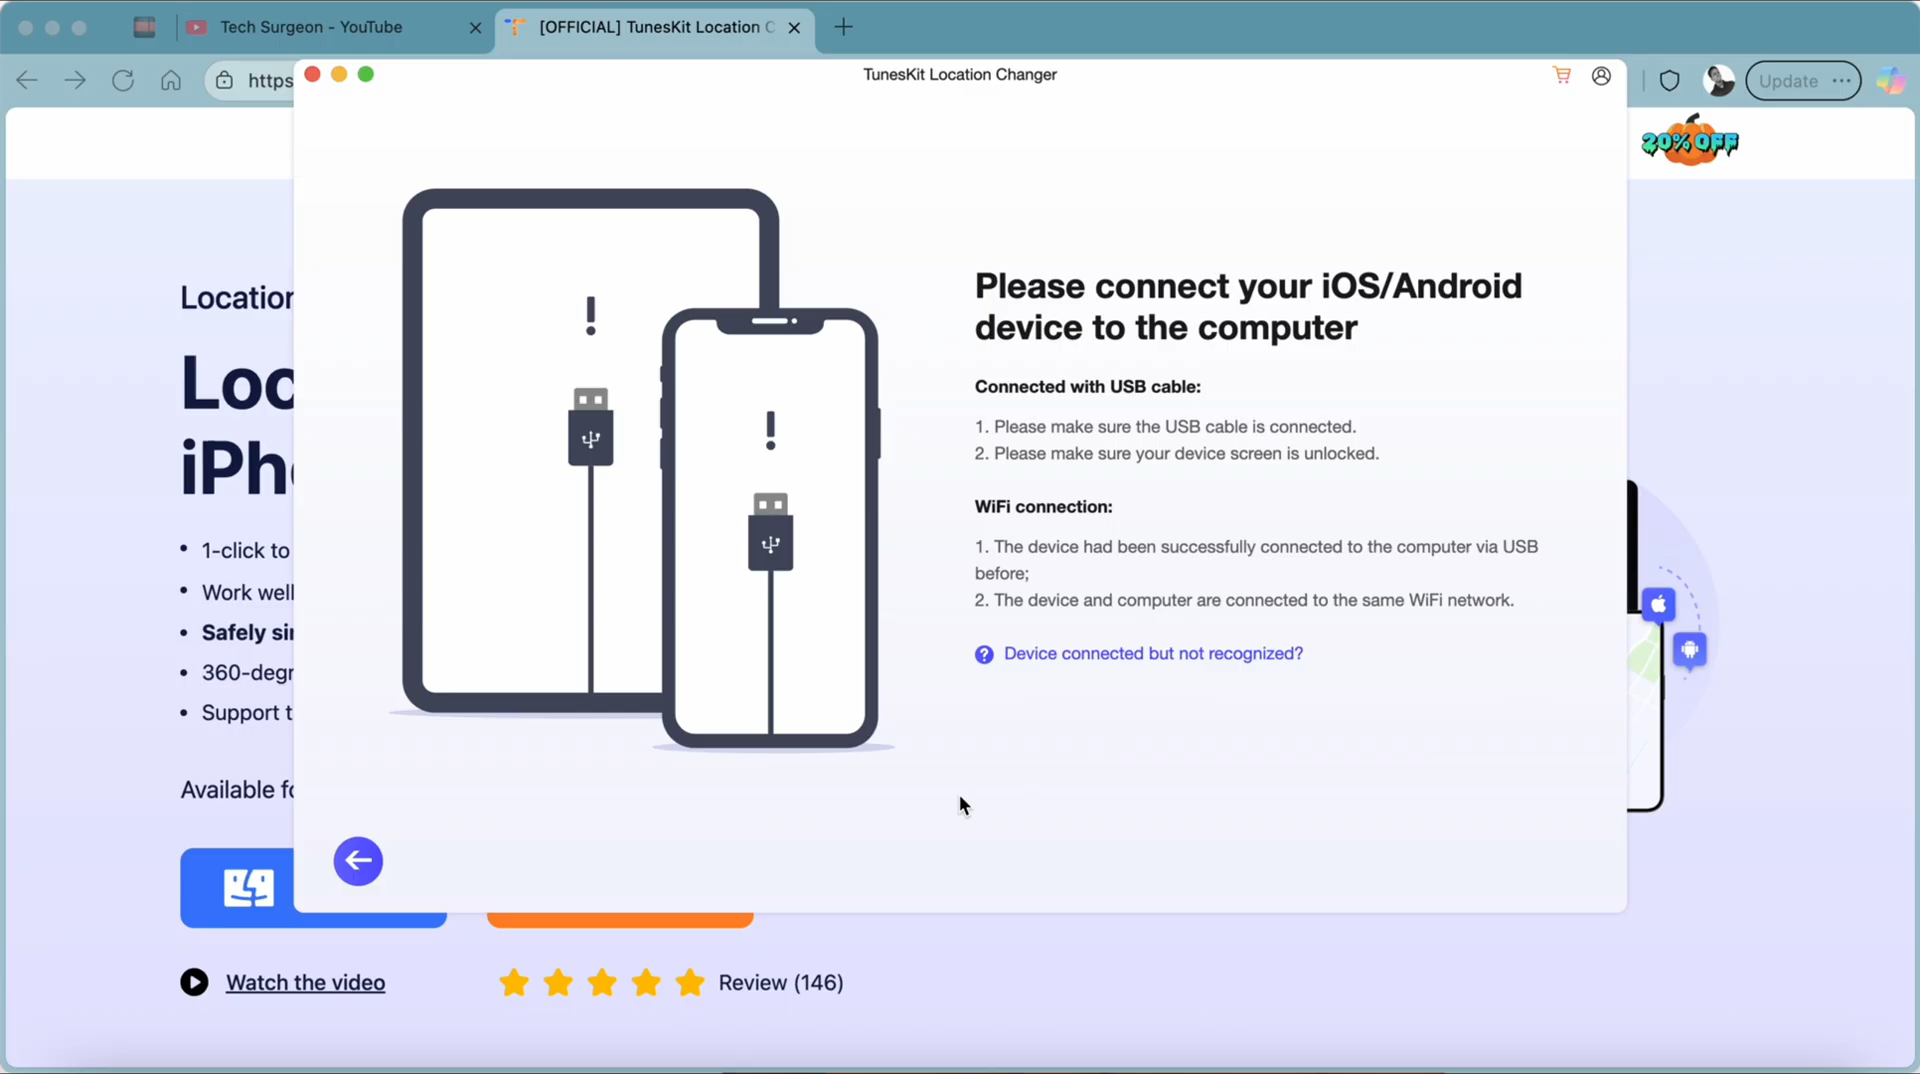 Tech Surgeon - YouTube
[OFFICIAL] TunesKit Location C
https
TunesKit Location Changer
Update
20% OFF
Location
Loc
iPho
1-click to
Work well
Safely si
360-degr
Support t
Available fo
Please connect your iOS/Android
device to the computer
Connected with USB cable:
1. Please make sure the USB cable is connected.
2. Please make sure your device screen is unlocked.
WiFi connection:
1. The device had been successfully connected to the computer via USB
before;
2. The device and computer are connected to the same WiFi network.
? Device connected but not recognized?
Watch the video
Review (146)